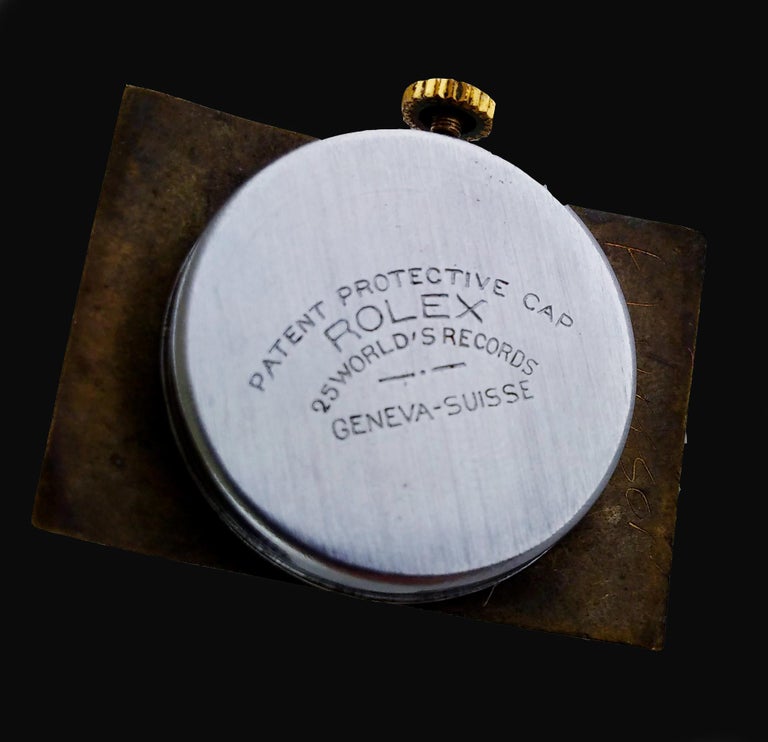 PATENT PROTECTIVE CAP
ROLEX
25 WORLD'S RECORDS
GENEVA-SUISSE